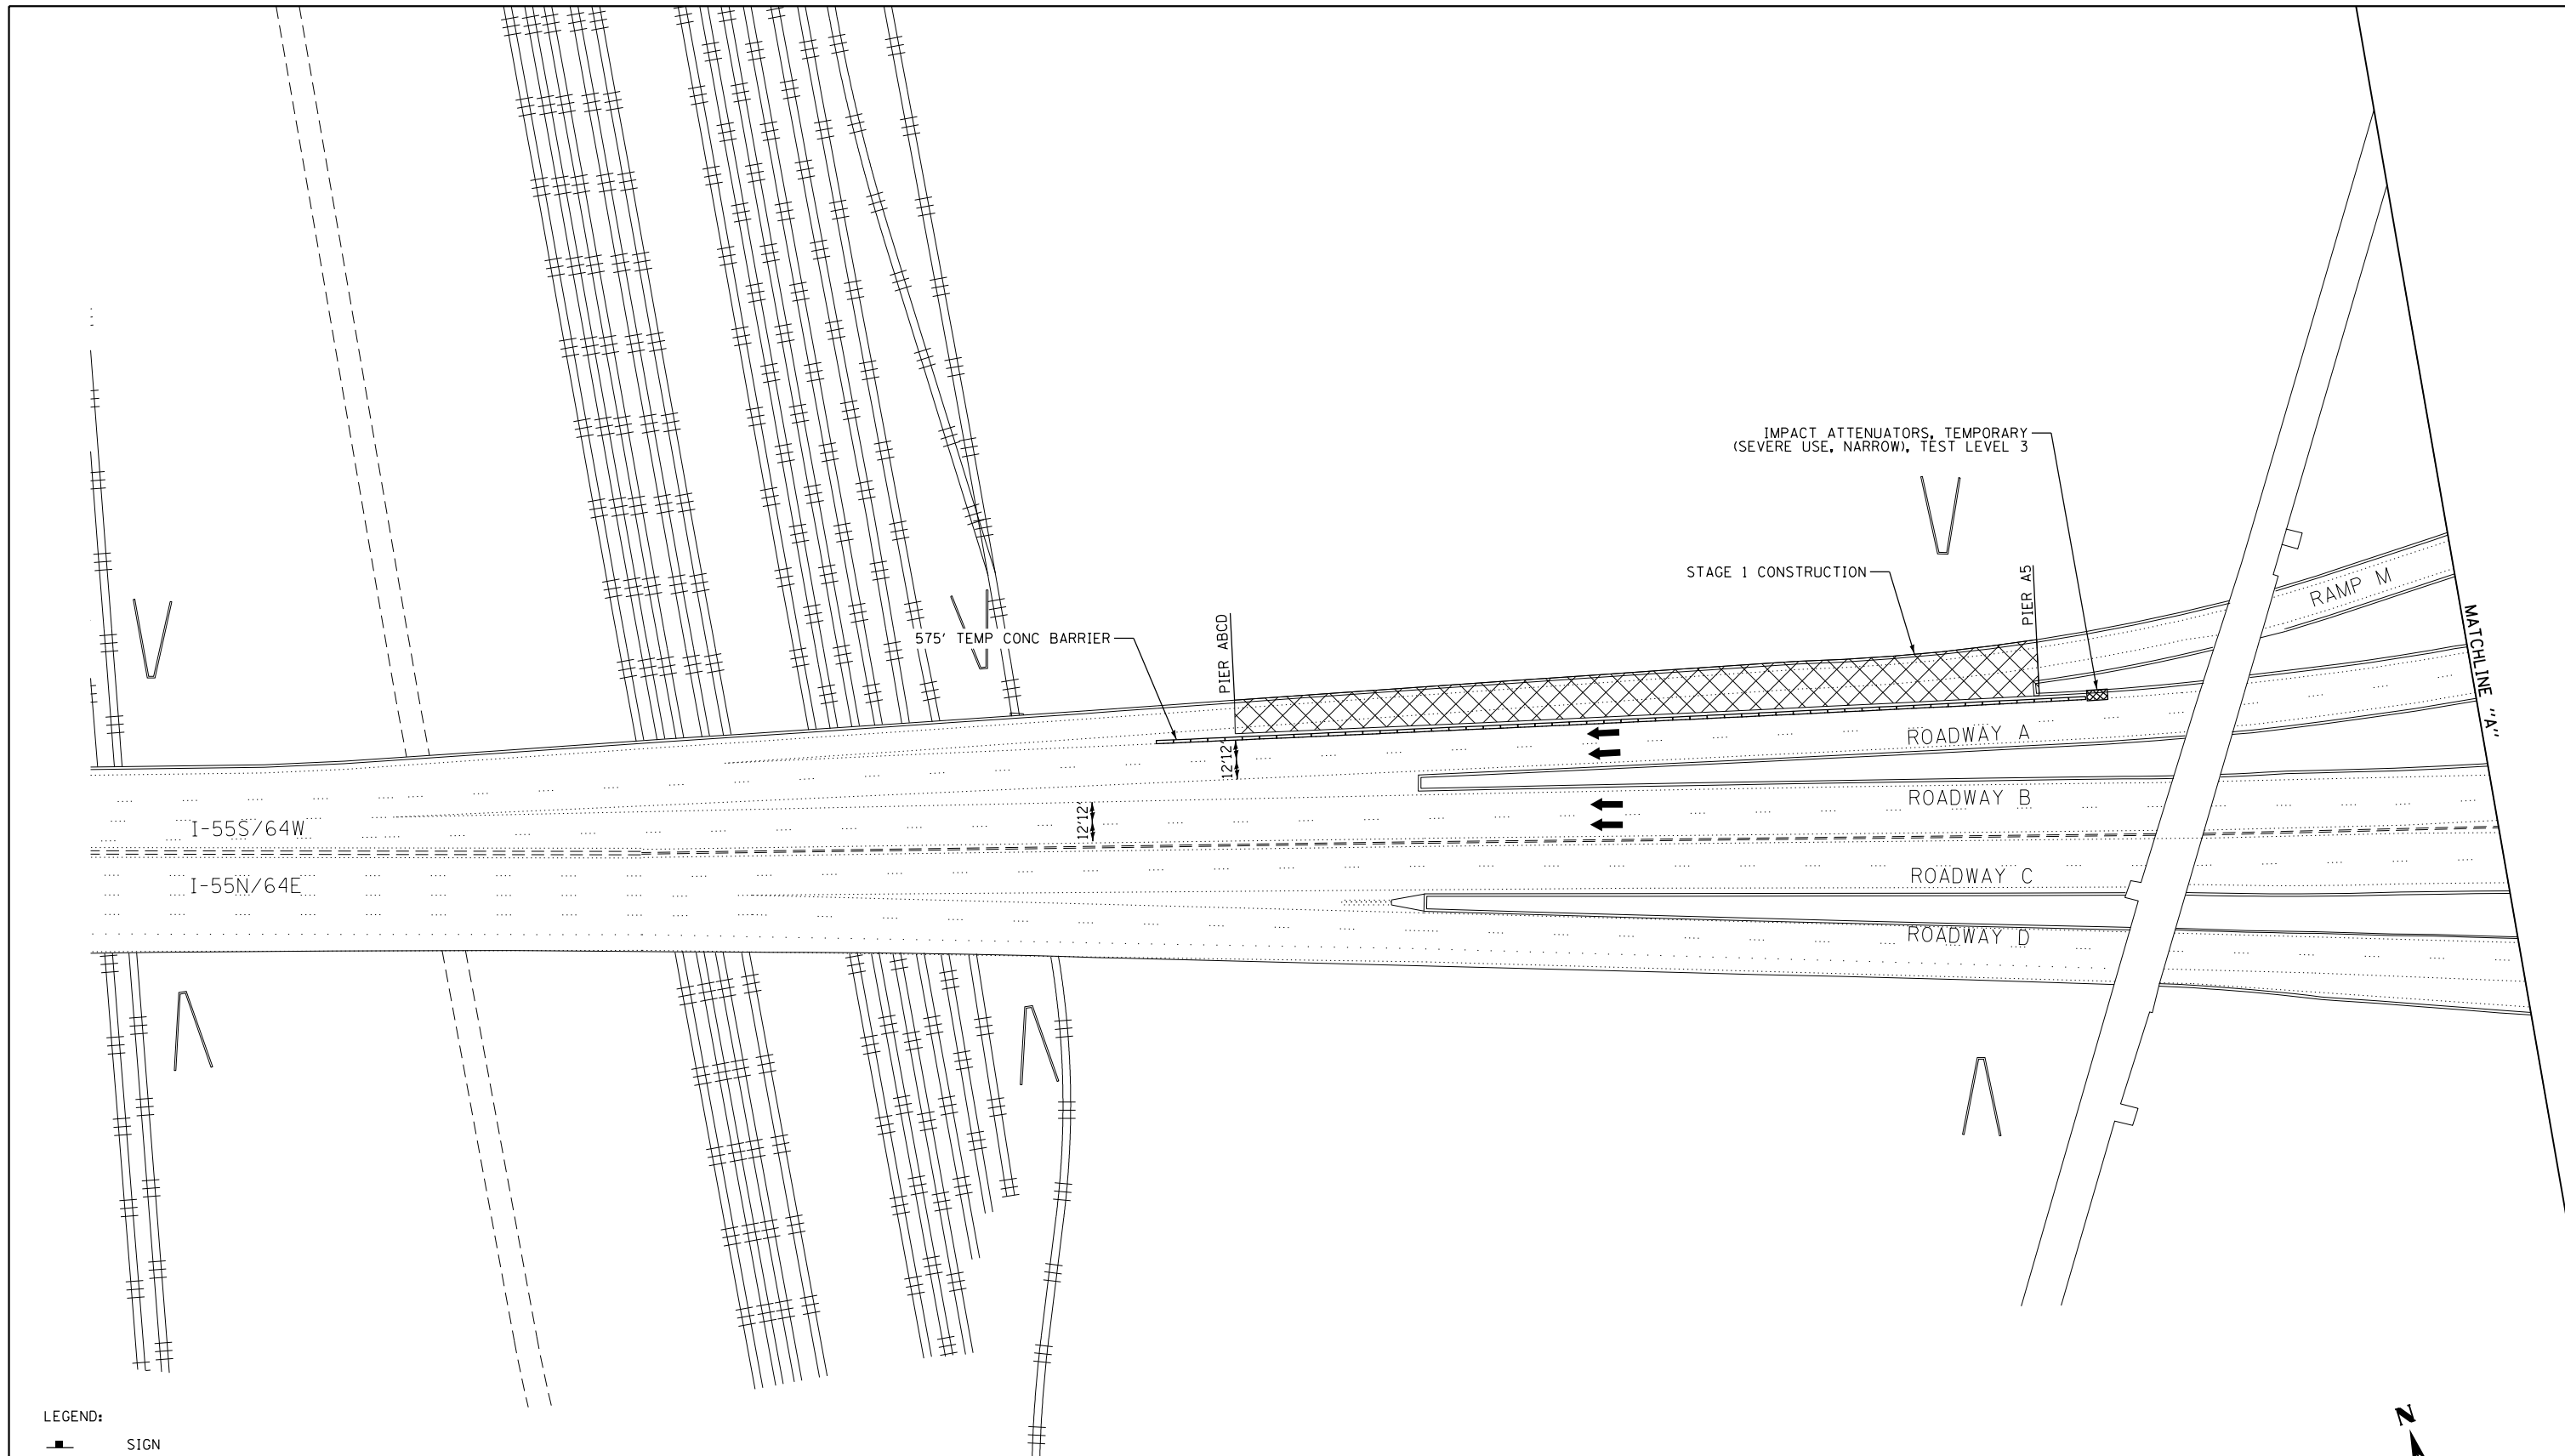 IMPACT ATTENUATORS, TEMPORARY
(SEVERE USE, NARROW), TEST LEVEL 3
STAGE 1 CONSTRUCTION
PIER A5
RAMP M
MATCHLINE "A"
575' TEMP CONC BARRIER
PIER ABCD
12'12'
ROADWAY A
12'12'
ROADWAY B
I-55S/64W
ROADWAY C
I-55N/64E
ROADWAY D
LEGEND:
SIGN
N